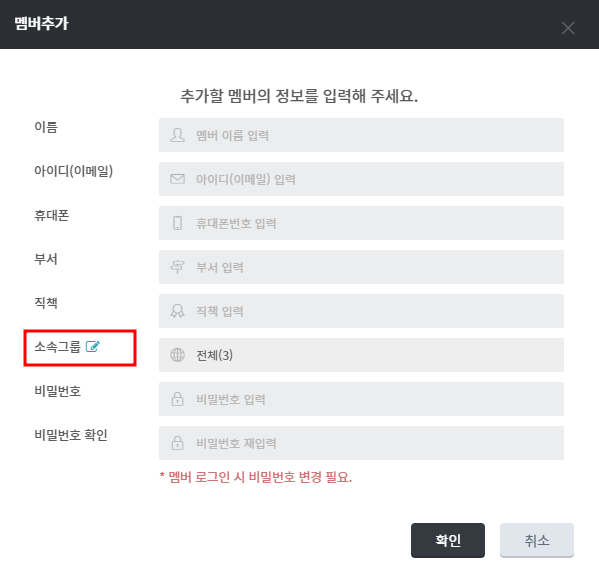 멤버추가
추가할 멤버의 정보를 입력해 주세요.
이름
멤버 이름 입력
아이디(이메일)
아이디(이메일) 입력
휴대폰
휴대폰번호 입력
부서
부서 입력
직책
직책 입력
소속그룹
전체(3)
비밀번호
비밀번호 입력
비밀번호 확인
비밀번호 재입력
* 멤버 로그인 시 비밀번호 변경 필요.
확인
취소